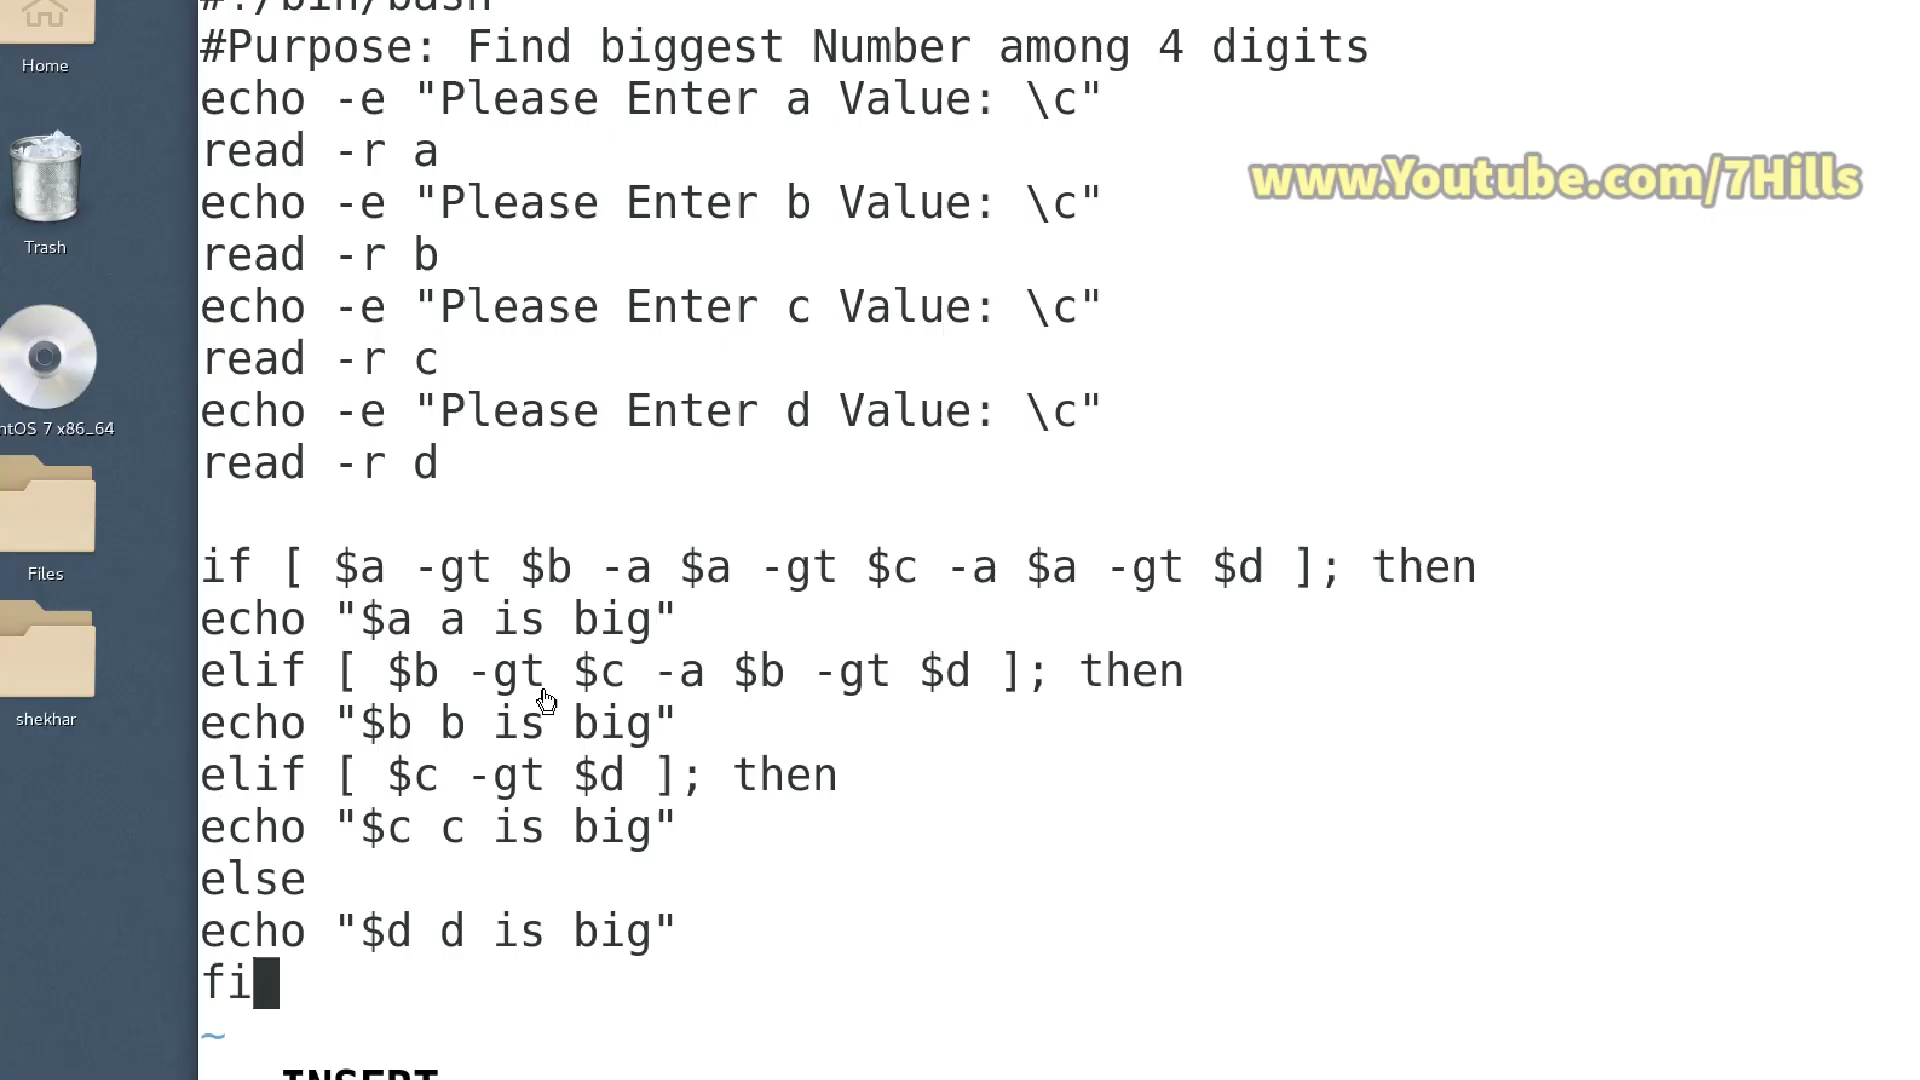 #!/bin/bash
#Purpose: Find biggest Number among 4 digits
echo -e "Please Enter a Value: \c"
read -r a
echo -e "Please Enter b Value: \c"
read -r b
echo -e "Please Enter c Value: \c"
read -r c
echo -e "Please Enter d Value: \c"
read -r d
if [ $a -gt $b -a $a -gt $c -a $a -gt $d ]; then
echo "$a a is big"
elif [ $b -gt $c -a $b -gt $d ]; then
echo "$b b is big"
elif [ $c -gt $d ]; then
echo "$c c is big"
else
echo "$d d is big"
fi
~
INSERT
www.Youtube.com/7Hills
Home
Trash
ntOS 7 x86_64
Files
shekhar